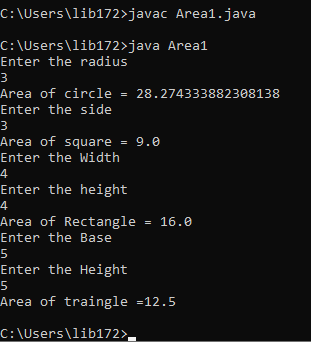 C:\Users\lib172>javac Area1.java
C:\Users\lib172>java Area1
Enter the radius
3
Area of circle = 28.274333882308138
Enter the side
3
Area of square = 9.0
Enter the Width
4
Enter the height
4
Area of Rectangle = 16.0
Enter the Base
5
Enter the Height
5
Area of traingle =12.5
C:\Users\lib172>